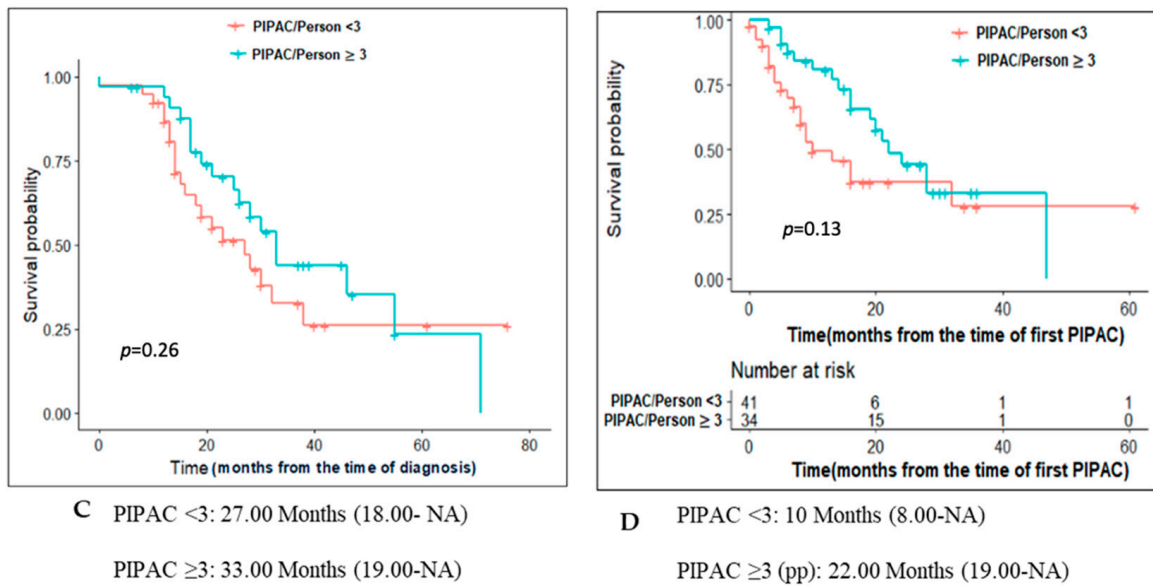 PIPAC/Person <3
PIPAC/Person ≥ 3
Survival probability
1.00
0.75
0.50
0.25
0.00
p=0.26
0 20 40 60 80
Time (months from the time of diagnosis)
C PIPAC <3: 27.00 Months (18.00- NA)
PIPAC ≥3: 33.00 Months (19.00-NA)
PIPAC/Person <3
PIPAC/Person ≥ 3
Survival probability
1.00
0.75
0.50
0.25
0.00
p=0.13
0 20 40 60
Time(months from the time of first PIPAC)
Number at risk
PIPAC/Person <3 41 6 1 1
PIPAC/Person ≥ 3 34 15 1 0
0 20 40 60
Time(months from the time of first PIPAC)
D PIPAC <3: 10 Months (8.00-NA)
PIPAC ≥3 (pp): 22.00 Months (19.00-NA)